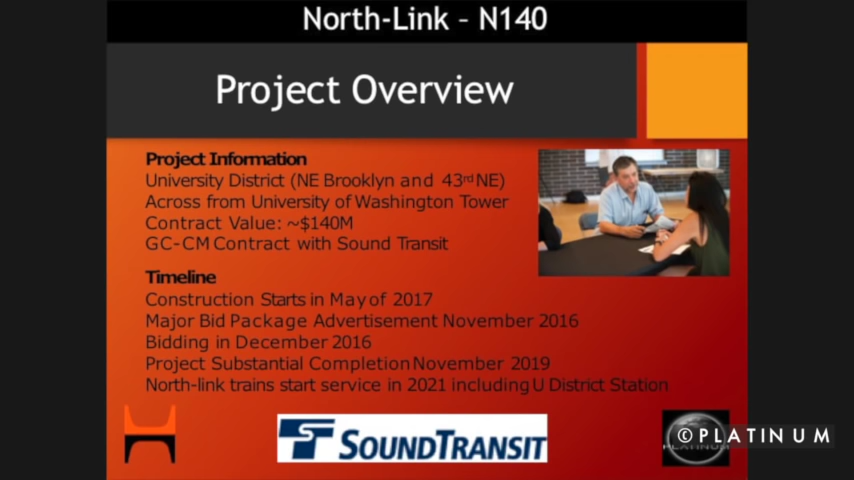 North-Link – N140
Project Overview
Project Information
University District (NE Brooklyn and 43rd NE)
Across from University of Washington Tower
Contract Value: ~$140M
GC-CM Contract with Sound Transit
Timeline
Construction Starts in May of 2017
Major Bid Package Advertisement November 2016
Bidding in December 2016
Project Substantial Completion November 2019
North-link trains start service in 2021 including U District Station
SOUNDTRANSIT
PLATINUM
©PLATINUM